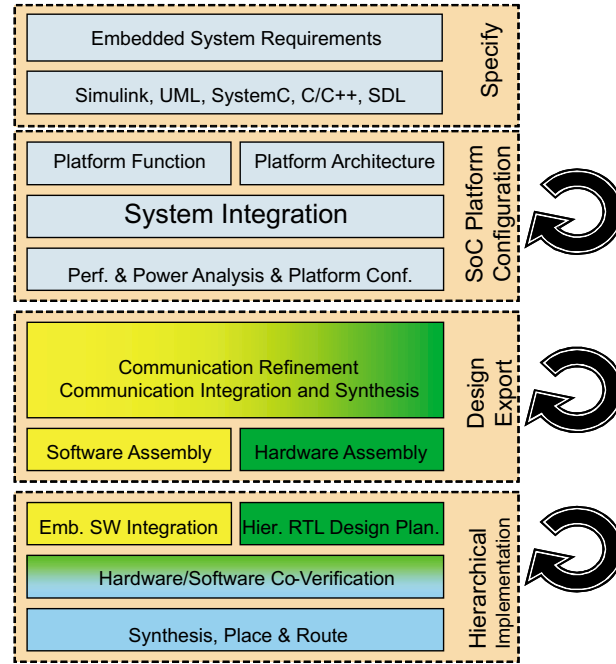 Embedded System Requirements
Simulink, UML, SystemC, C/C++, SDL
Specify
Platform Function
Platform Architecture
System Integration
Perf. & Power Analysis & Platform Conf.
SoC Platform
Configuration
Communication Refinement
Communication Integration and Synthesis
Software Assembly
Hardware Assembly
Design
Export
Emb. SW Integration
Hier. RTL Design Plan.
Hardware/Software Co-Verification
Synthesis, Place & Route
Hierarchical
Implementation